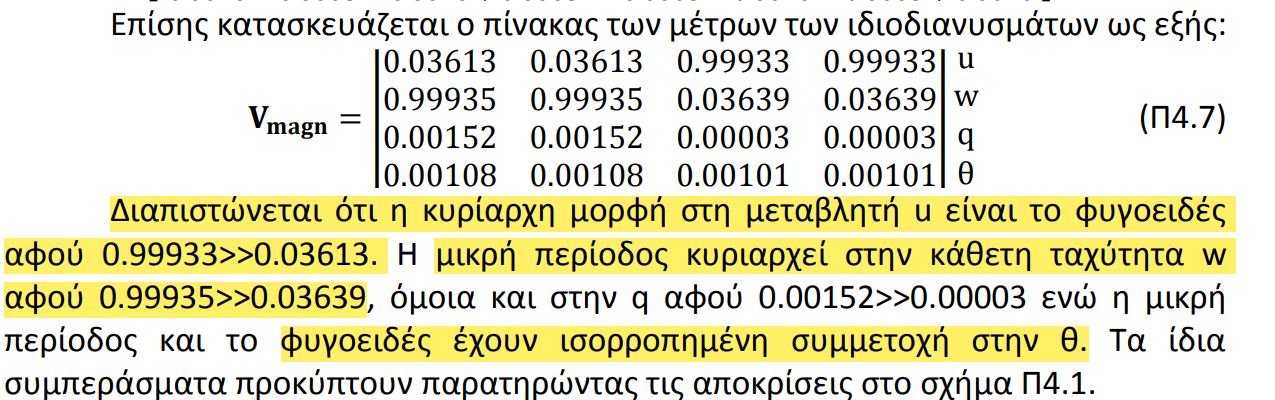 Επίσης κατασκευάζεται ο πίνακας των μέτρων των ιδιοδιανυσμάτων ως εξής:
|0.03613 0.03613 0.99933 0.99933| u
|0.99935 0.99935 0.03639 0.03639| w
V_magn = (Π4.7)
|0.00152 0.00152 0.00003 0.00003| q
|0.00108 0.00108 0.00101 0.00101| θ
Διαπιστώνεται ότι η κυρίαρχη μορφή στη μεταβλητή u είναι το φυγοειδές
αφού 0.99933>>0.03613. Η μικρή περίοδος κυριαρχεί στην κάθετη ταχύτητα w
αφού 0.99935>>0.03639, όμοια και στην q αφού 0.00152>>0.00003 ενώ η μικρή
περίοδος και το φυγοειδές έχουν ισορροπημένη συμμετοχή στην θ. Τα ίδια
συμπεράσματα προκύπτουν παρατηρώντας τις αποκρίσεις στο σχήμα Π4.1.